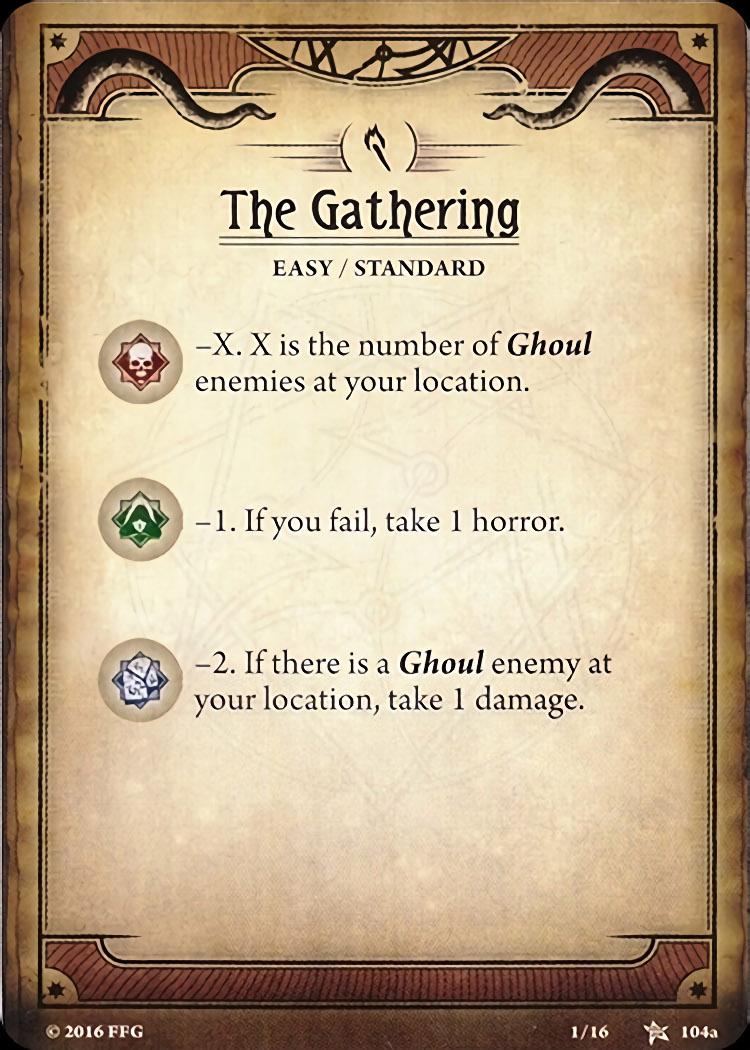 The Gathering
EASY / STANDARD
–X. X is the number of Ghoul
enemies at your location.
–1. If you fail, take 1 horror.
–2. If there is a Ghoul enemy at
your location, take 1 damage.
© 2016 FFG
1/16
104a